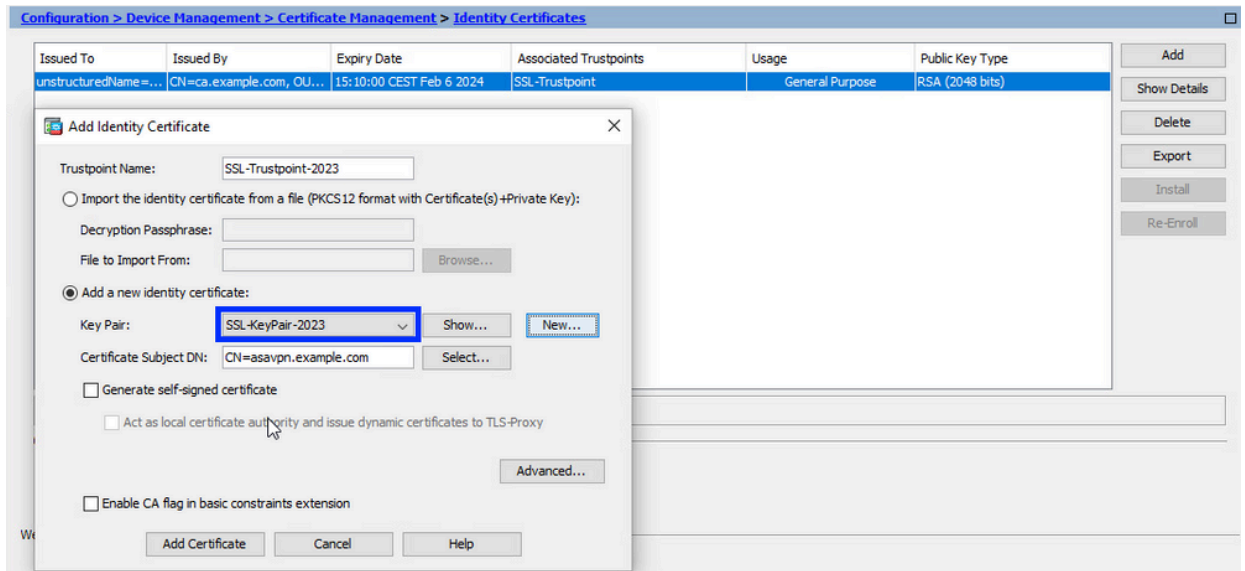 Configuration > Device Management > Certificate Management > Identity Certificates
Issued To Issued By Expiry Date Associated Trustpoints Usage Public Key Type
unstructuredName=... CN=ca.example.com, OU... 15:10:00 CEST Feb 6 2024 SSL-Trustpoint General Purpose RSA (2048 bits)
Add
Show Details
Delete
Export
Install
Re-Enroll
Add Identity Certificate
Trustpoint Name: SSL-Trustpoint-2023
Import the identity certificate from a file (PKCS12 format with Certificate(s)+Private Key):
Decryption Passphrase:
File to Import From: Browse...
Add a new identity certificate:
Key Pair: SSL-KeyPair-2023 Show... New...
Certificate Subject DN: CN=asavpn.example.com Select...
Generate self-signed certificate
Act as local certificate authority and issue dynamic certificates to TLS-Proxy
Advanced...
Enable CA flag in basic constraints extension
We
Add Certificate Cancel Help